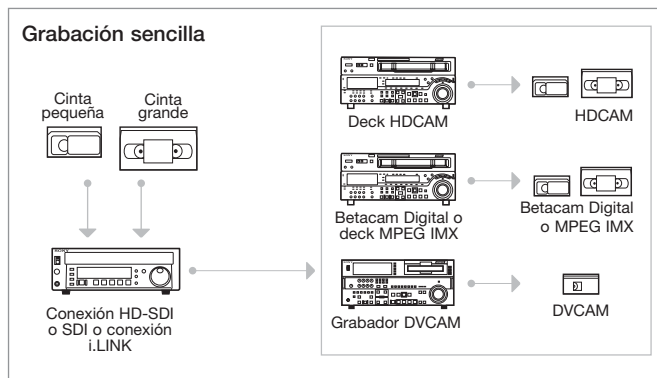 Grabación sencilla
Cinta
pequeña
Cinta
grande
SONY
Conexión HD-SDI
o SDI o conexión
i.LINK
Deck HDCAM
HDCAM
Betacam Digital o
deck MPEG IMX
Betacam Digital
o MPEG IMX
Grabador DVCAM
DVCAM